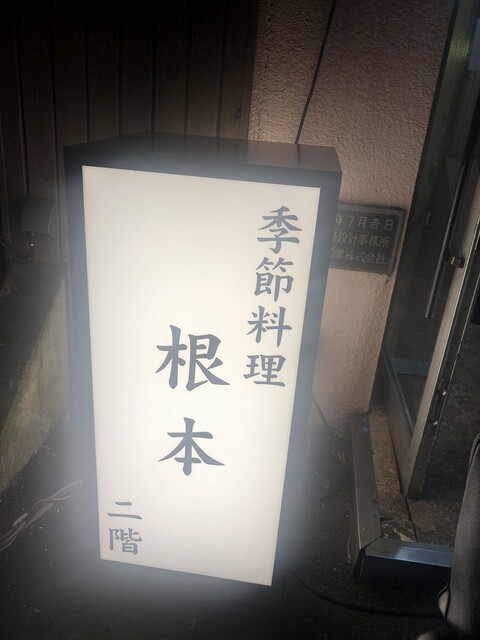 季節料理
根本
二階
年7月吉日
設計事務所
業株式会社